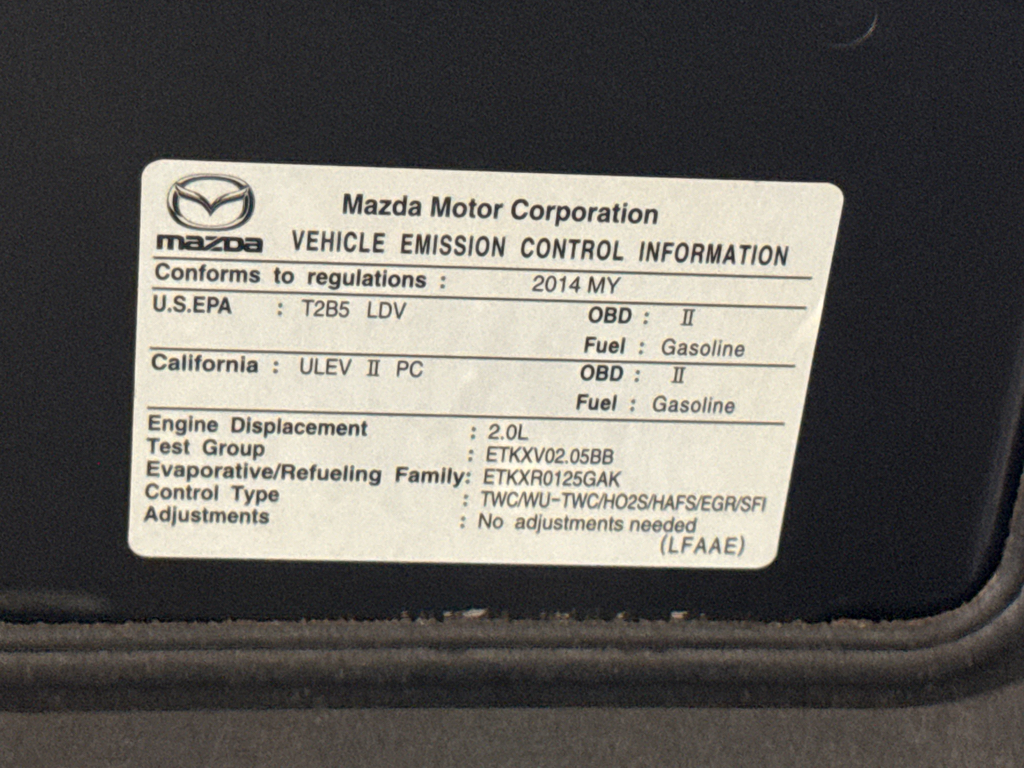 mazda
Mazda Motor Corporation
VEHICLE EMISSION CONTROL INFORMATION
Conforms to regulations : 2014 MY
U.S.EPA : T2B5 LDV OBD : II
Fuel : Gasoline
California : ULEV II PC OBD : II
Fuel : Gasoline
Engine Displacement : 2.0L
Test Group : ETKXV02.05BB
Evaporative/Refueling Family: ETKXR0125GAK
Control Type : TWC/WU-TWC/HO2S/HAFS/EGR/SFI
Adjustments : No adjustments needed
(LFAAE)